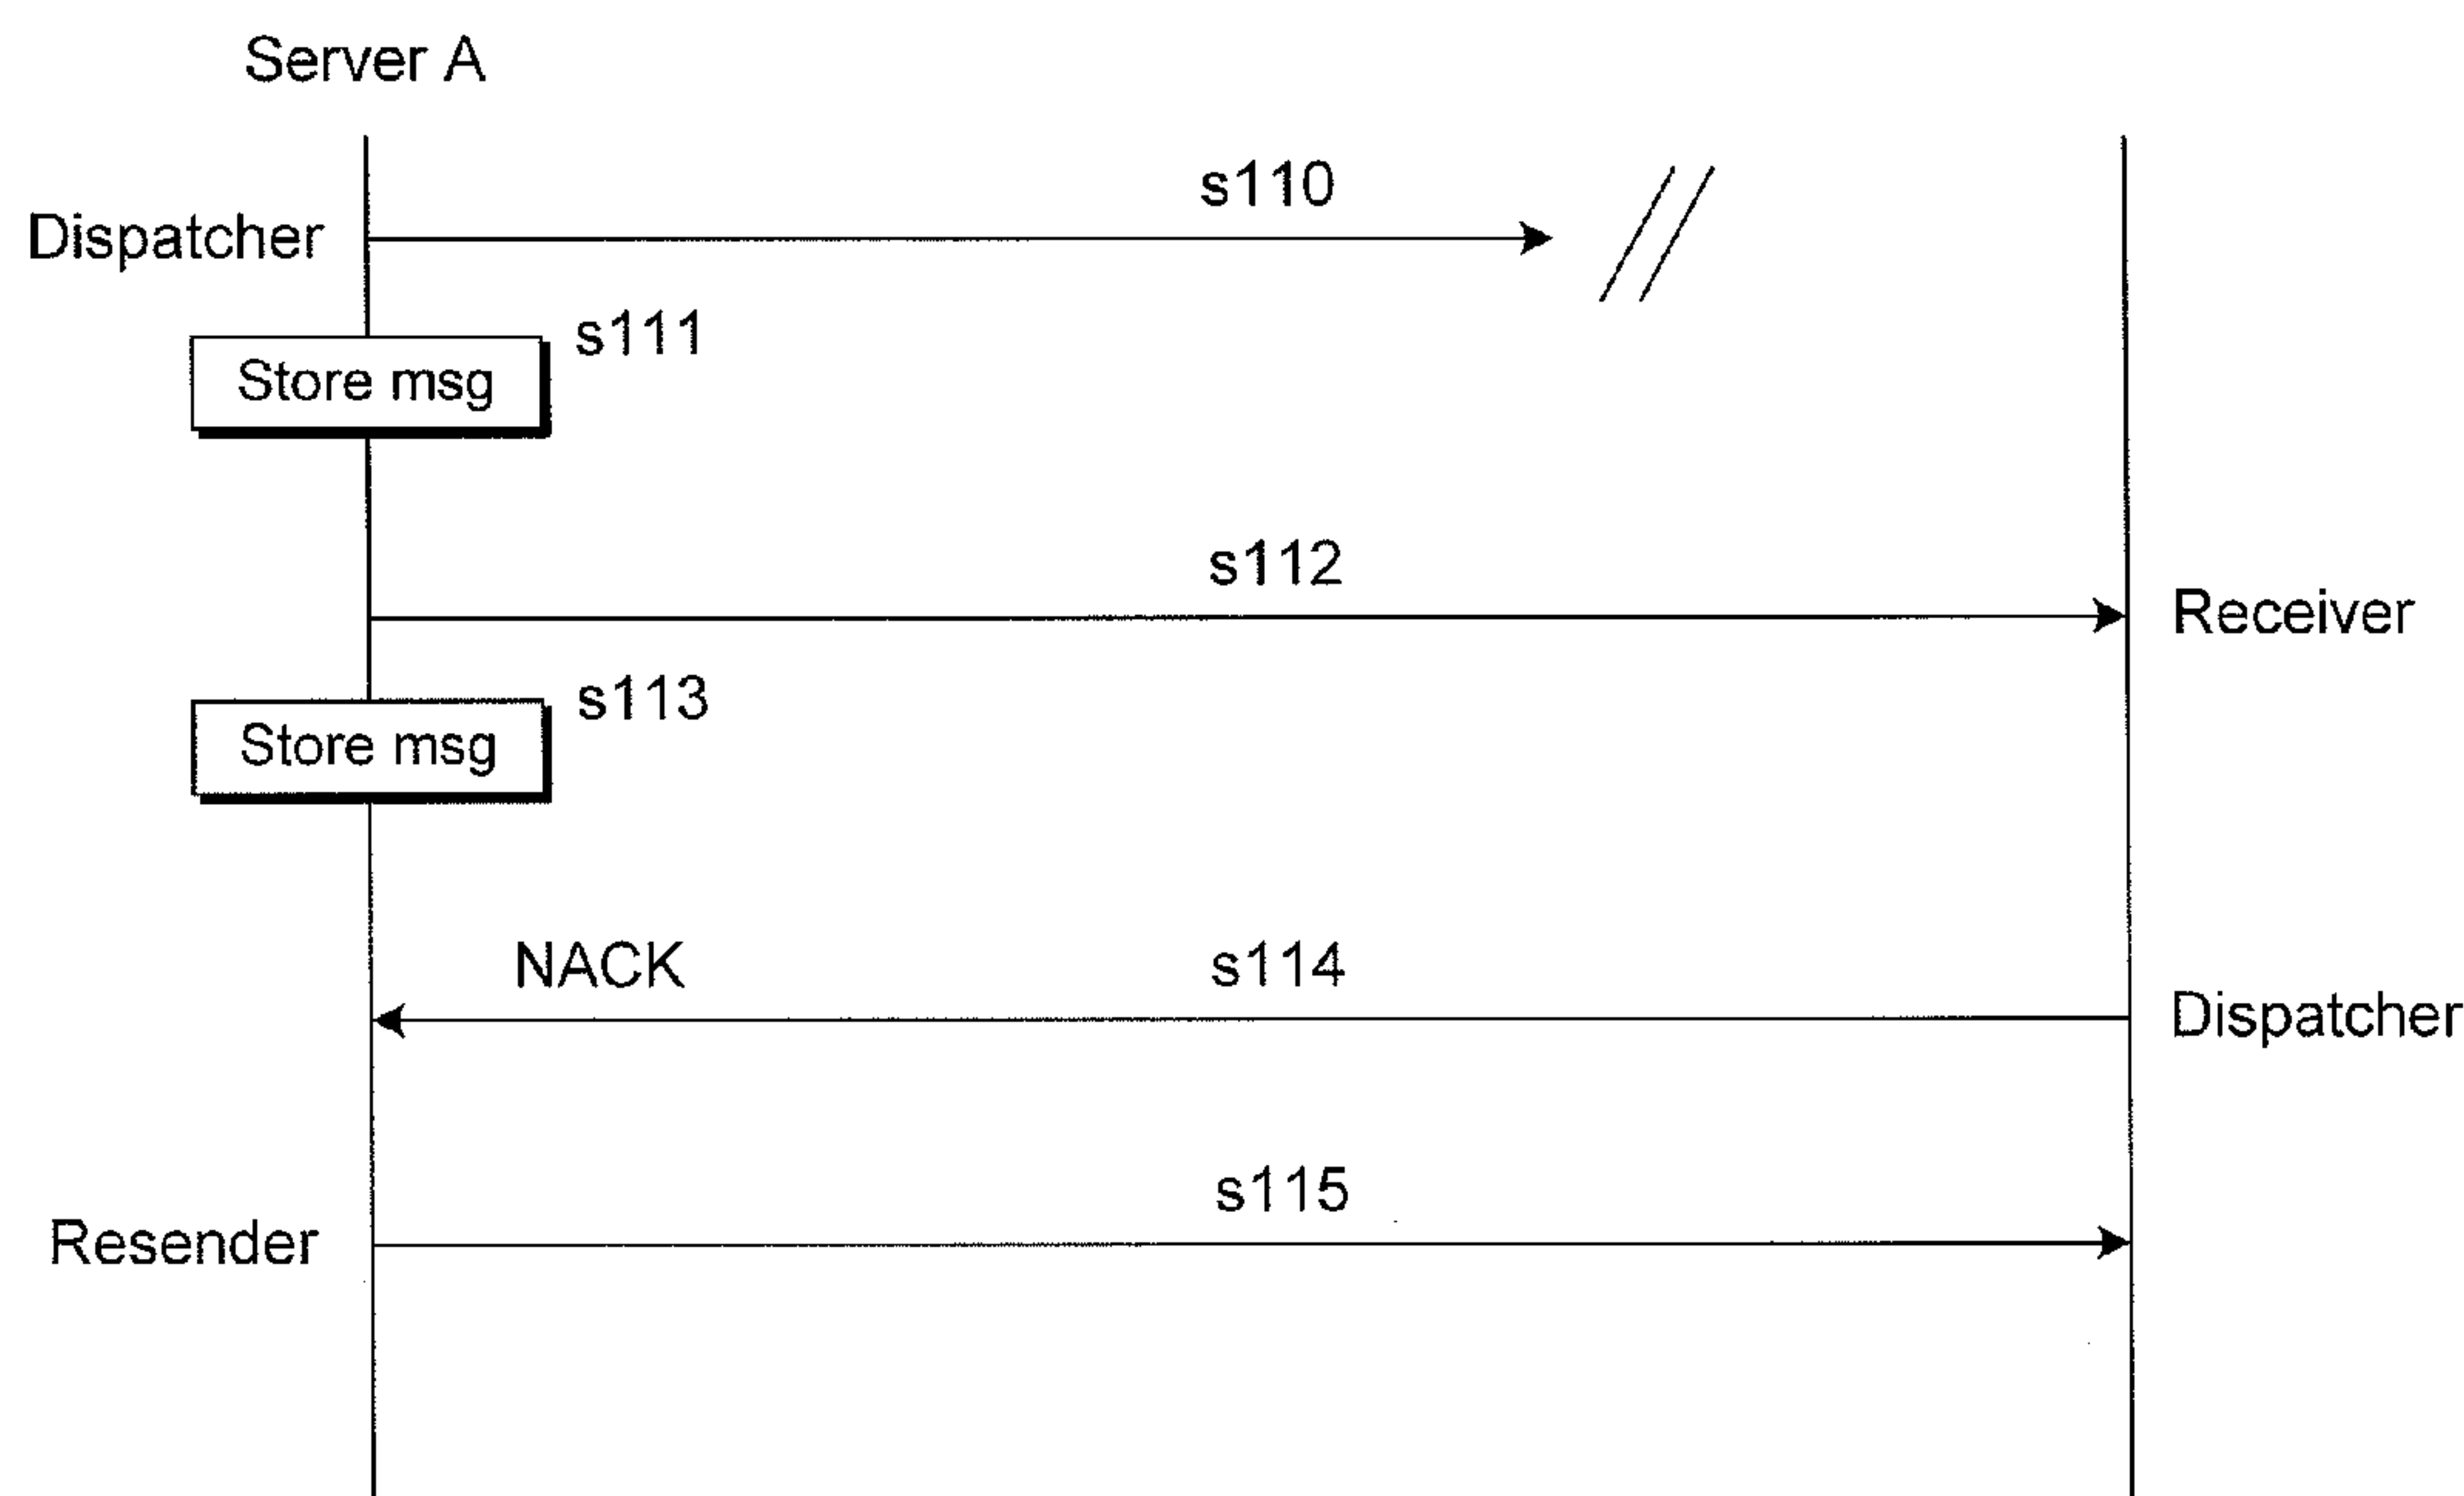 Server A
s110
Dispatcher
s111
Store msg
s112
Receiver
s113
Store msg
NACK
s114
Dispatcher
s115
Resender